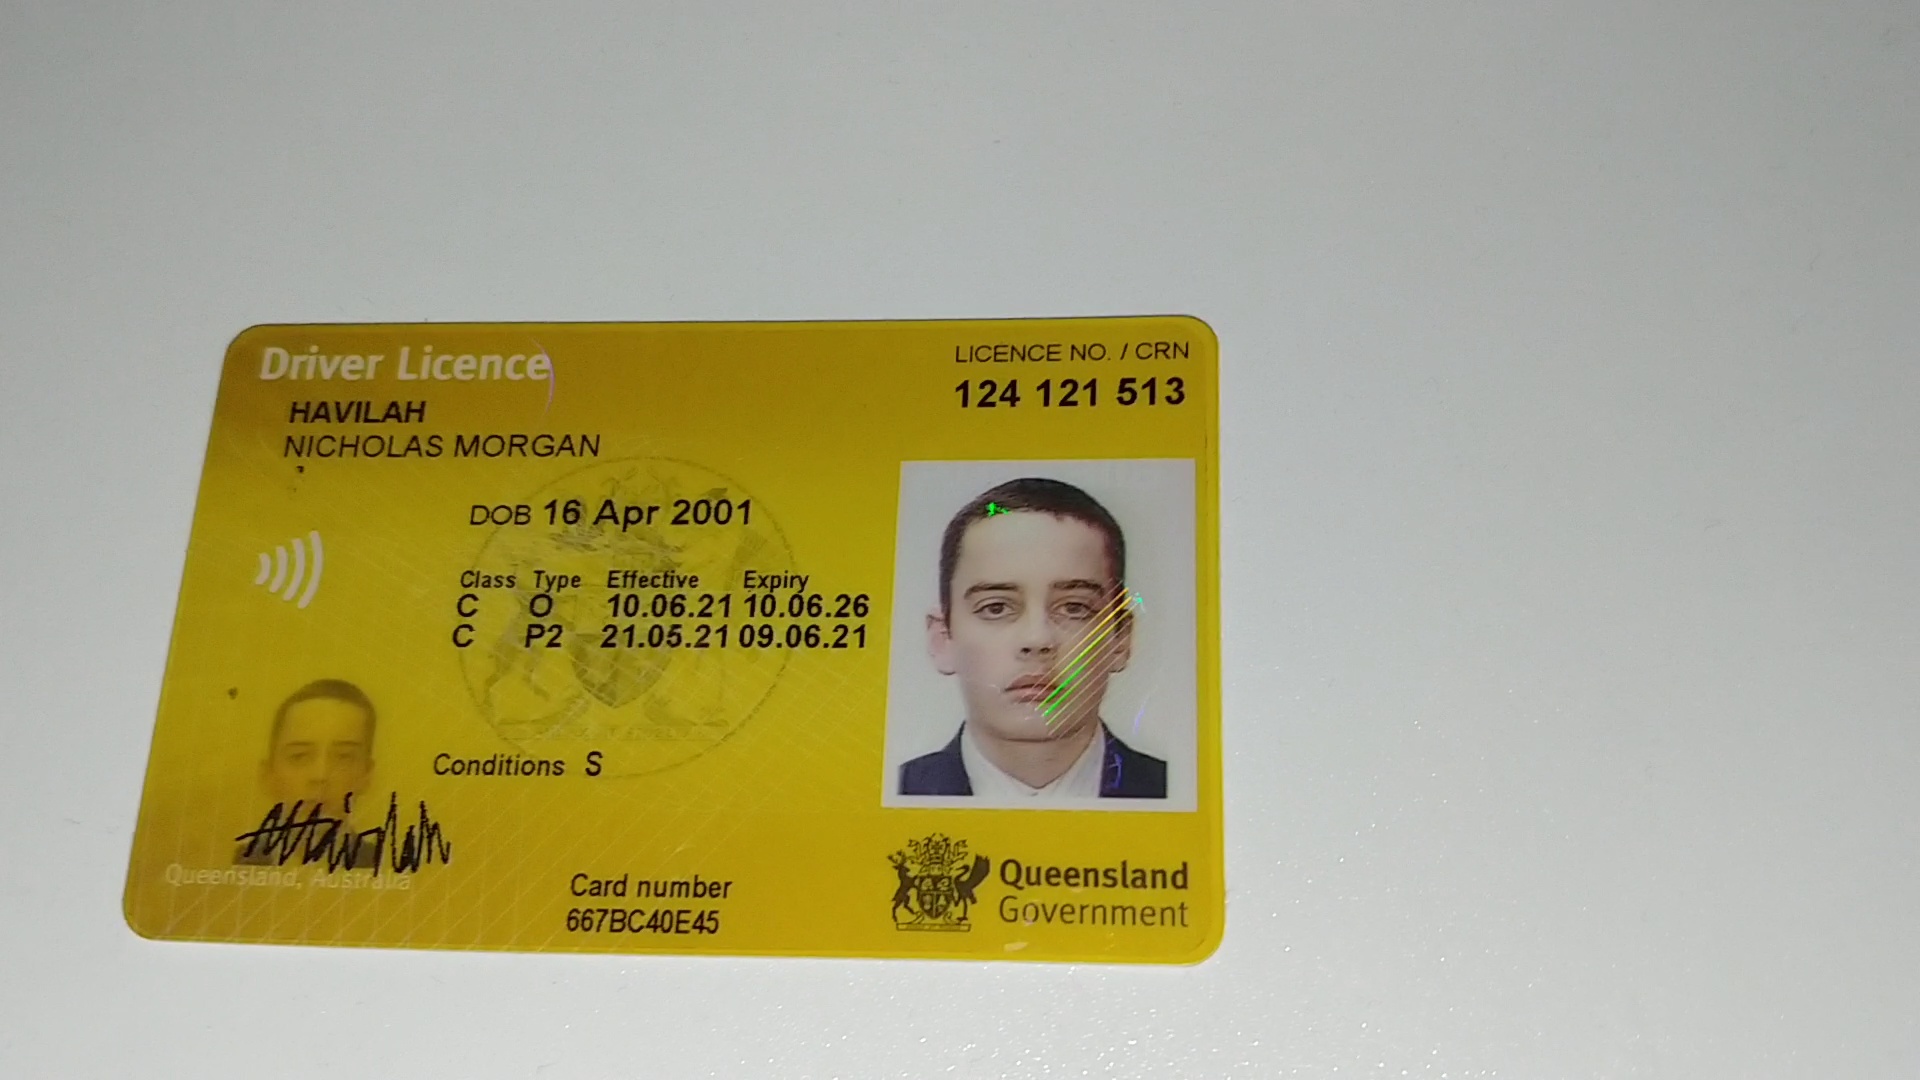 Driver Licence
LICENCE NO. / CRN
HAVILAH
124 121 513
NICHOLAS MORGAN
DOB 16 Apr 2001
Class Type Effective Expiry
C O 10.06.21 10.06.26
C P2 21.05.21 09.06.21
Conditions S
Queensland, Australia
Card number
667BC40E45
Queensland
Government